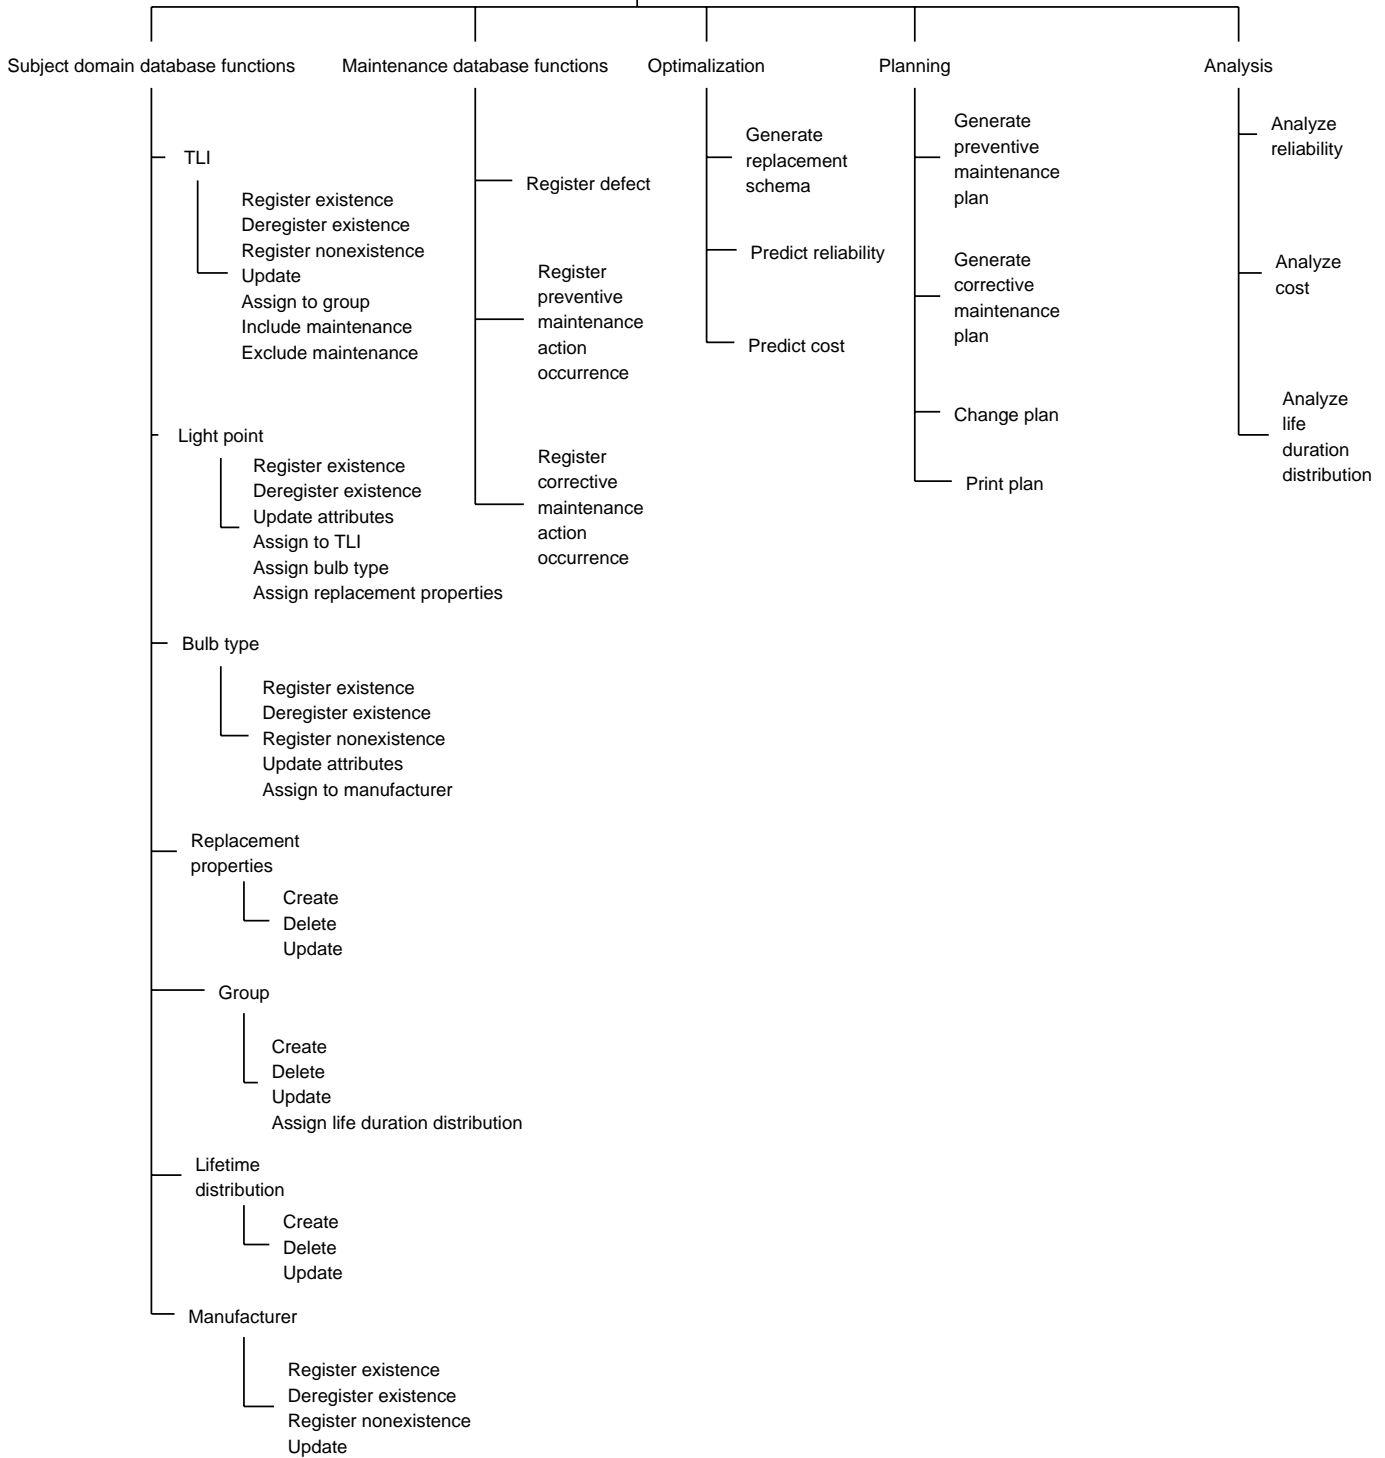 Subject domain database functions
TLI
Register existence
Deregister existence
Register nonexistence
Update
Assign to group
Include maintenance
Exclude maintenance
Light point
Register existence
Deregister existence
Update attributes
Assign to TLI
Assign bulb type
Assign replacement properties
Bulb type
Register existence
Deregister existence
Register nonexistence
Update attributes
Assign to manufacturer
Replacement
properties
Create
Delete
Update
Group
Create
Delete
Update
Assign life duration distribution
Lifetime
distribution
Create
Delete
Update
Manufacturer
Register existence
Deregister existence
Register nonexistence
Update
Maintenance database functions
Register defect
Register
preventive
maintenance
action
occurrence
Register
corrective
maintenance
action
occurrence
Optimalization
Generate
replacement
schema
Predict reliability
Predict cost
Planning
Generate
preventive
maintenance
plan
Generate
corrective
maintenance
plan
Change plan
Print plan
Analysis
Analyze
reliability
Analyze
cost
Analyze
life
duration
distribution